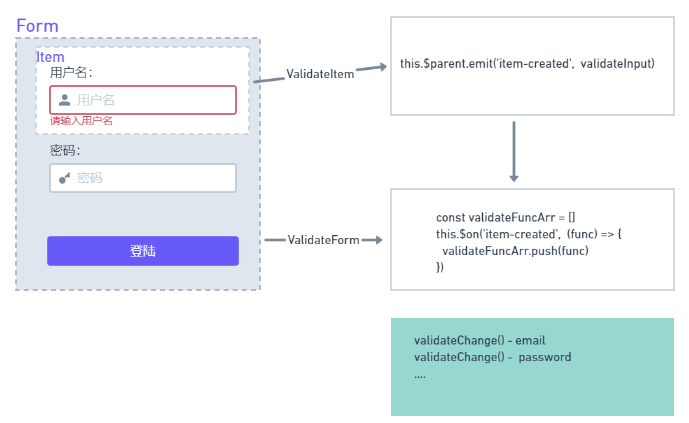 Form
Item
用户名：
用户名
请输入用户名
密码：
密码
登陆
ValidateItem
ValidateForm
this.$parent.emit('item-created',  validateInput)
const validateFuncArr = []
this.$on('item-created',  (func) => {
validateFuncArr.push(func)
})
validateChange() - email
validateChange() -  password
....